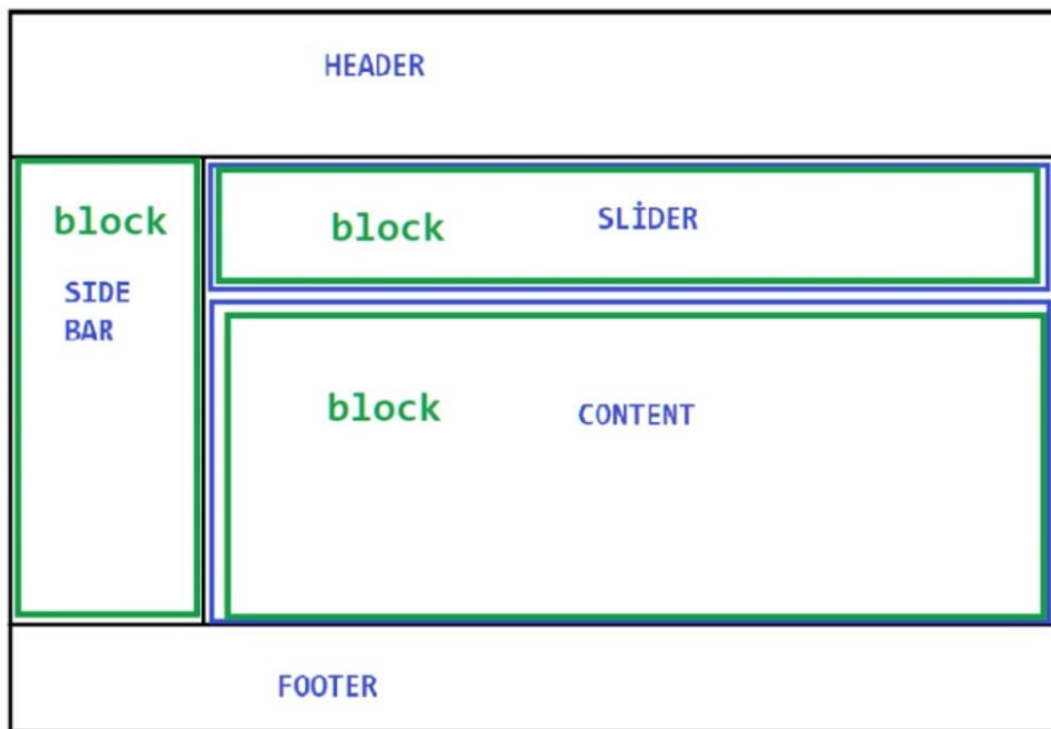 HEADER
block
SIDE
BAR
block SLİDER
block CONTENT
FOOTER